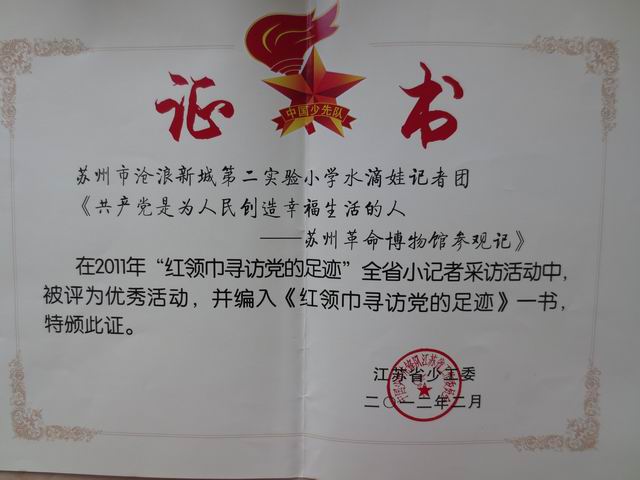 证书
中国少先队
苏州市沧浪新城第二实验小学水滴娃记者团
《共产党是为人民创造幸福生活的人
——苏州革命博物馆参观记》
在2011年“红领巾寻访党的足迹”全省小记者采访活动中，
被评为优秀活动，并编入《红领巾寻访党的足迹》一书，
特颁此证。
江苏省少工委
二〇一二年二月